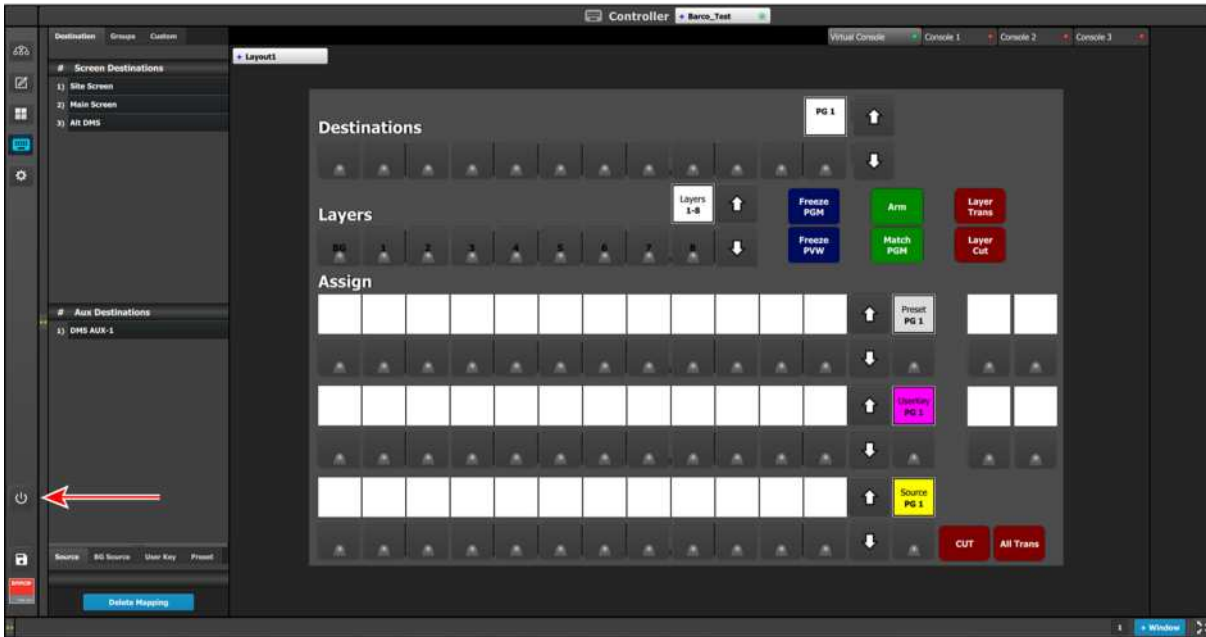 Controller
+ Barco_Test
Destination Groups Custom
Virtual Console Console 1 Console 2 Console 3
+ Layout1
# Screen Destinations
1) Site Screen
2) Main Screen
3) Alt DMS
Destinations
PG 1
Layers
Layers
1-8
Freeze
PGM
Arm
Layer
Trans
BG 1 2 3 4 5 6 7 8
Freeze
PVW
Match
PGM
Layer
Cut
Assign
# Aux Destinations
1) DMS AUX-1
Preset
PG 1
UserKey
PG 1
Source
PG 1
CUT
All Trans
Source BG Source User Key Preset
BARCO
Delete Mapping
1 + Window